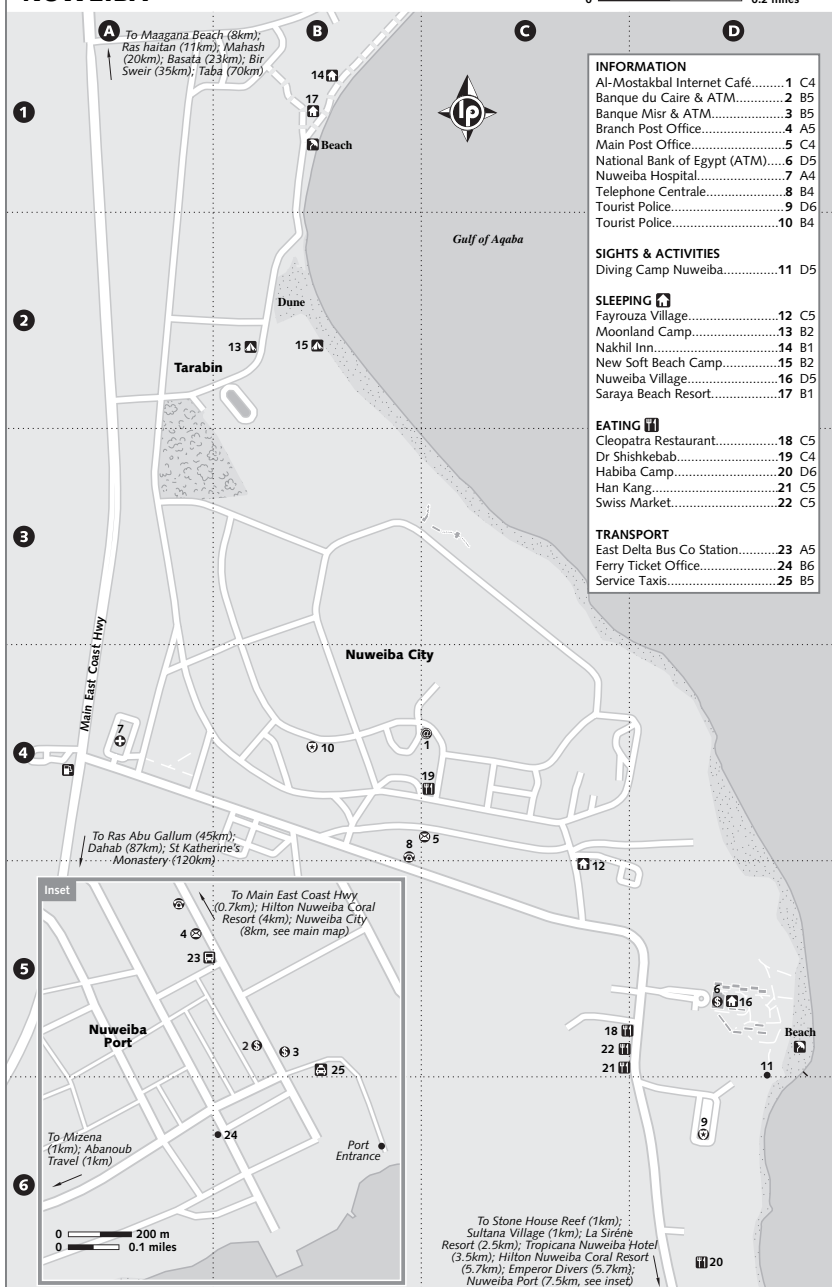 0 0.2 miles
A
B
C
D
To Maagana Beach (8km);
Ras haitan (11km); Mahash
(20km); Basata (23km); Bir
Sweir (35km); Taba (70km)
14
17
1
Beach
lp
INFORMATION
Al-Mostakbal Internet Café.........1 C4
Banque du Caire & ATM............2 B5
Banque Misr & ATM...................3 B5
Branch Post Office.....................4 A5
Main Post Office........................5 C4
National Bank of Egypt (ATM).....6 D5
Nuweiba Hospital.......................7 A4
Telephone Centrale....................8 B4
Tourist Police.............................9 D6
Tourist Police...........................10 B4
SIGHTS & ACTIVITIES
Diving Camp Nuweiba.............11 D5
SLEEPING
Fayrouza Village.......................12 C5
Moonland Camp......................13 B2
Nakhil Inn................................14 B1
New Soft Beach Camp.............15 B2
Nuweiba Village.......................16 D5
Saraya Beach Resort.................17 B1
EATING
Cleopatra Restaurant................18 C5
Dr Shishkebab..........................19 C4
Habiba Camp...........................20 D6
Han Kang.................................21 C5
Swiss Market............................22 C5
TRANSPORT
East Delta Bus Co Station..........23 A5
Ferry Ticket Office....................24 B6
Service Taxis............................25 B5
Gulf of Aqaba
2
Dune
13
15
Tarabin
3
Main East Coast Hwy
Nuweiba City
7
10
1
4
19
8
5
To Ras Abu Gallum (45km);
Dahab (87km); St Katherine's
Monastery (120km)
12
Inset
To Main East Coast Hwy
(0.7km); Hilton Nuweiba Coral
Resort (4km); Nuweiba City
(8km, see main map)
4
23
5
Nuweiba
Port
2
3
25
6
16
18
22
21
Beach
11
9
24
To Mizena
(1km); Abanoub
Travel (1km)
Port
Entrance
6
0 200 m
0 0.1 miles
To Stone House Reef (1km);
Sultana Village (1km); La Siréne
Resort (2.5km); Tropicana Nuweiba Hotel
(3.5km); Hilton Nuweiba Coral Resort
(5.7km); Emperor Divers (5.7km);
Nuweiba Port (7.5km, see inset)
20